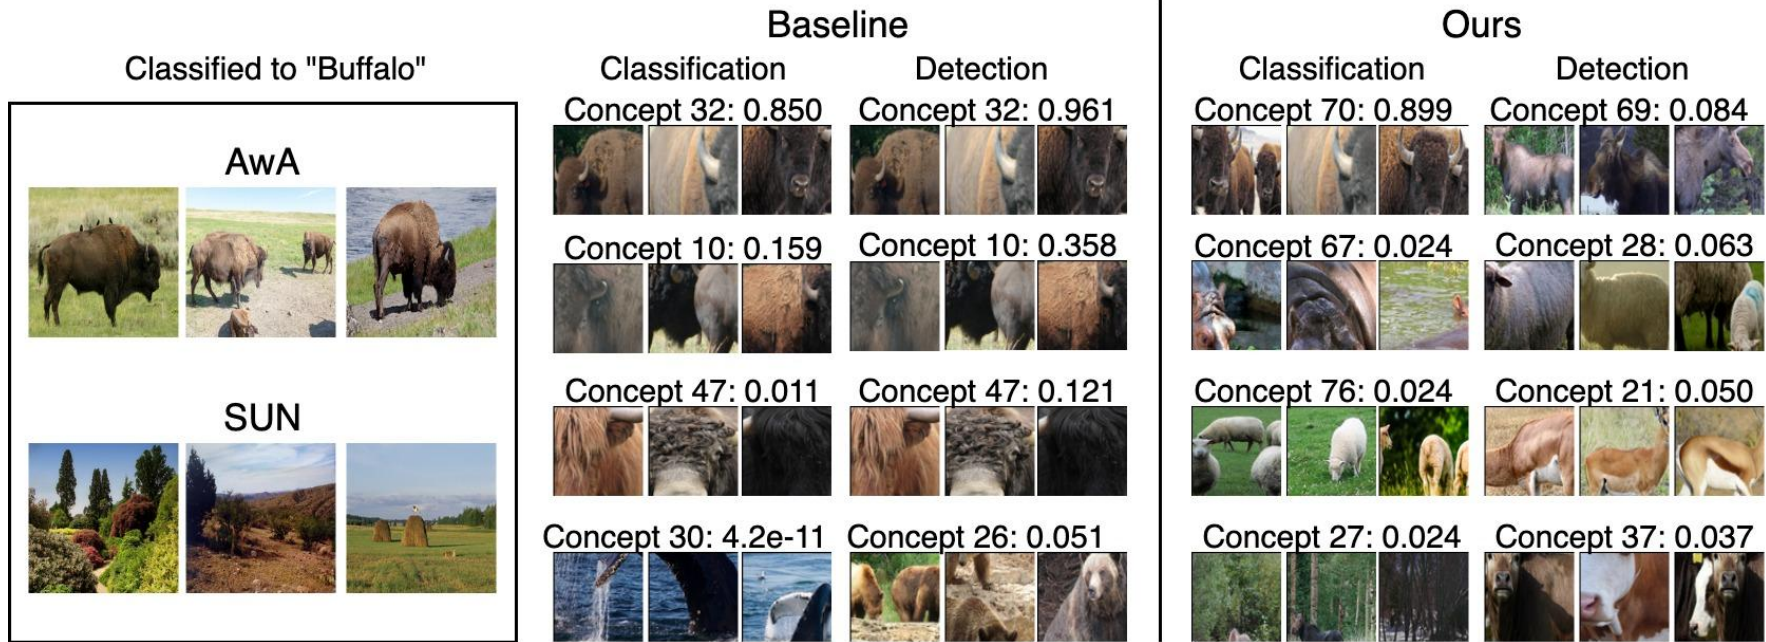 Baseline
Ours
Classified to "Buffalo"
Classification
Detection
Classification
Detection
AwA
SUN
Concept 32: 0.850
Concept 32: 0.961
Concept 70: 0.899
Concept 69: 0.084
Concept 10: 0.159
Concept 10: 0.358
Concept 67: 0.024
Concept 28: 0.063
Concept 47: 0.011
Concept 47: 0.121
Concept 76: 0.024
Concept 21: 0.050
Concept 30: 4.2e-11
Concept 26: 0.051
Concept 27: 0.024
Concept 37: 0.037